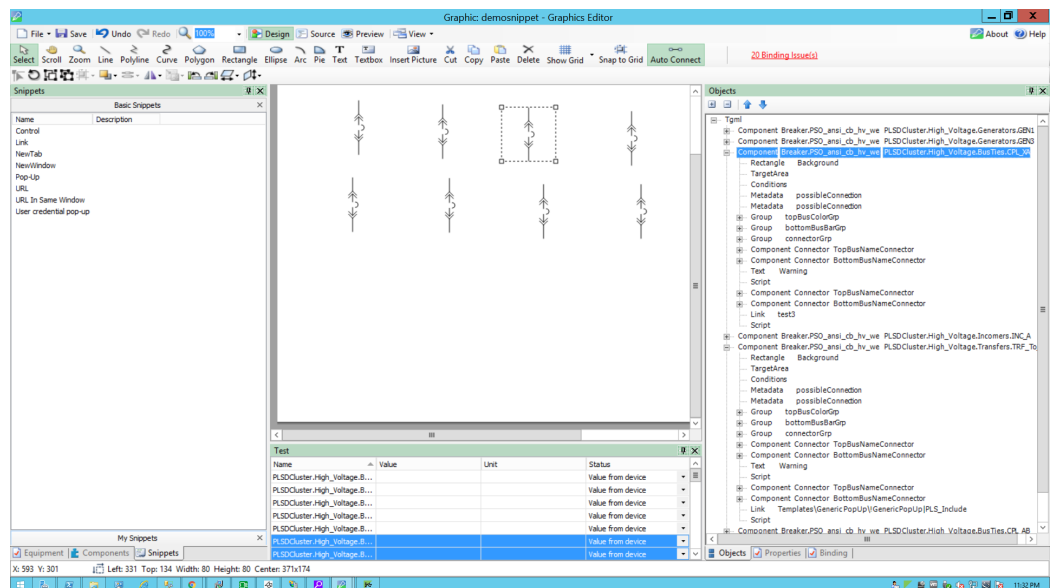 Graphic: demosnippet - Graphics Editor
File Save Undo Redo 100% Design Source Preview View About Help
Select Scroll Zoom Line Polyline Curve Polygon Rectangle Ellipse Arc Pie Text Textbox Insert Picture Cut Copy Paste Delete Show Grid Snap to Grid Auto Connect
20 Binding Issue(s)
Snippets
Basic Snippets
Name Description
Control
Link
NewTab
NewWindow
Pop-Up
URL
URL In Same Window
User credential pop-up
My Snippets
Equipment Components Snippets
Test
Name Value Unit Status
PLSDCluster.High_Voltage.B... Value from device
PLSDCluster.High_Voltage.B... Value from device
PLSDCluster.High_Voltage.B... Value from device
PLSDCluster.High_Voltage.B... Value from device
PLSDCluster.High_Voltage.B... Value from device
PLSDCluster.High_Voltage.B... Value from device
PLSDCluster.High_Voltage.B... Value from device
Objects
Tgml
Component Breaker.PSO_ansi_cb_hv_we PLSDCluster.High_Voltage.Generators.GEN1
Component Breaker.PSO_ansi_cb_hv_we PLSDCluster.High_Voltage.Generators.GEN3
Component Breaker.PSO_ansi_cb_hv_we PLSDCluster.High_Voltage.BusTies.CPL_XA
Rectangle Background
TargetArea
Conditions
Metadata possibleConnection
Metadata possibleConnection
Group topBusColorGrp
Group bottomBusBarGrp
Group connectorGrp
Component Connector TopBusNameConnector
Component Connector BottomBusNameConnector
Text Warning
Script
Component Connector TopBusNameConnector
Component Connector BottomBusNameConnector
Link test3
Script
Component Breaker.PSO_ansi_cb_hv_we PLSDCluster.High_Voltage.Incomers.INC_A
Component Breaker.PSO_ansi_cb_hv_we PLSDCluster.High_Voltage.Transfers.TRF_To
Rectangle Background
TargetArea
Conditions
Metadata possibleConnection
Metadata possibleConnection
Group topBusColorGrp
Group bottomBusBarGrp
Group connectorGrp
Component Connector TopBusNameConnector
Component Connector BottomBusNameConnector
Text Warning
Script
Component Connector TopBusNameConnector
Component Connector BottomBusNameConnector
Link Templates\Generic PopUp\!GenericPopUp|PLS_Include
Script
Component Breaker.PSO_ansi_cb_hv_we PLSDCluster.High_Voltage.BusTies.CPL_AB
Objects Properties Binding
X: 593 Y: 301 Left: 331 Top: 134 Width: 80 Height: 80 Center: 371x174
11:32 PM